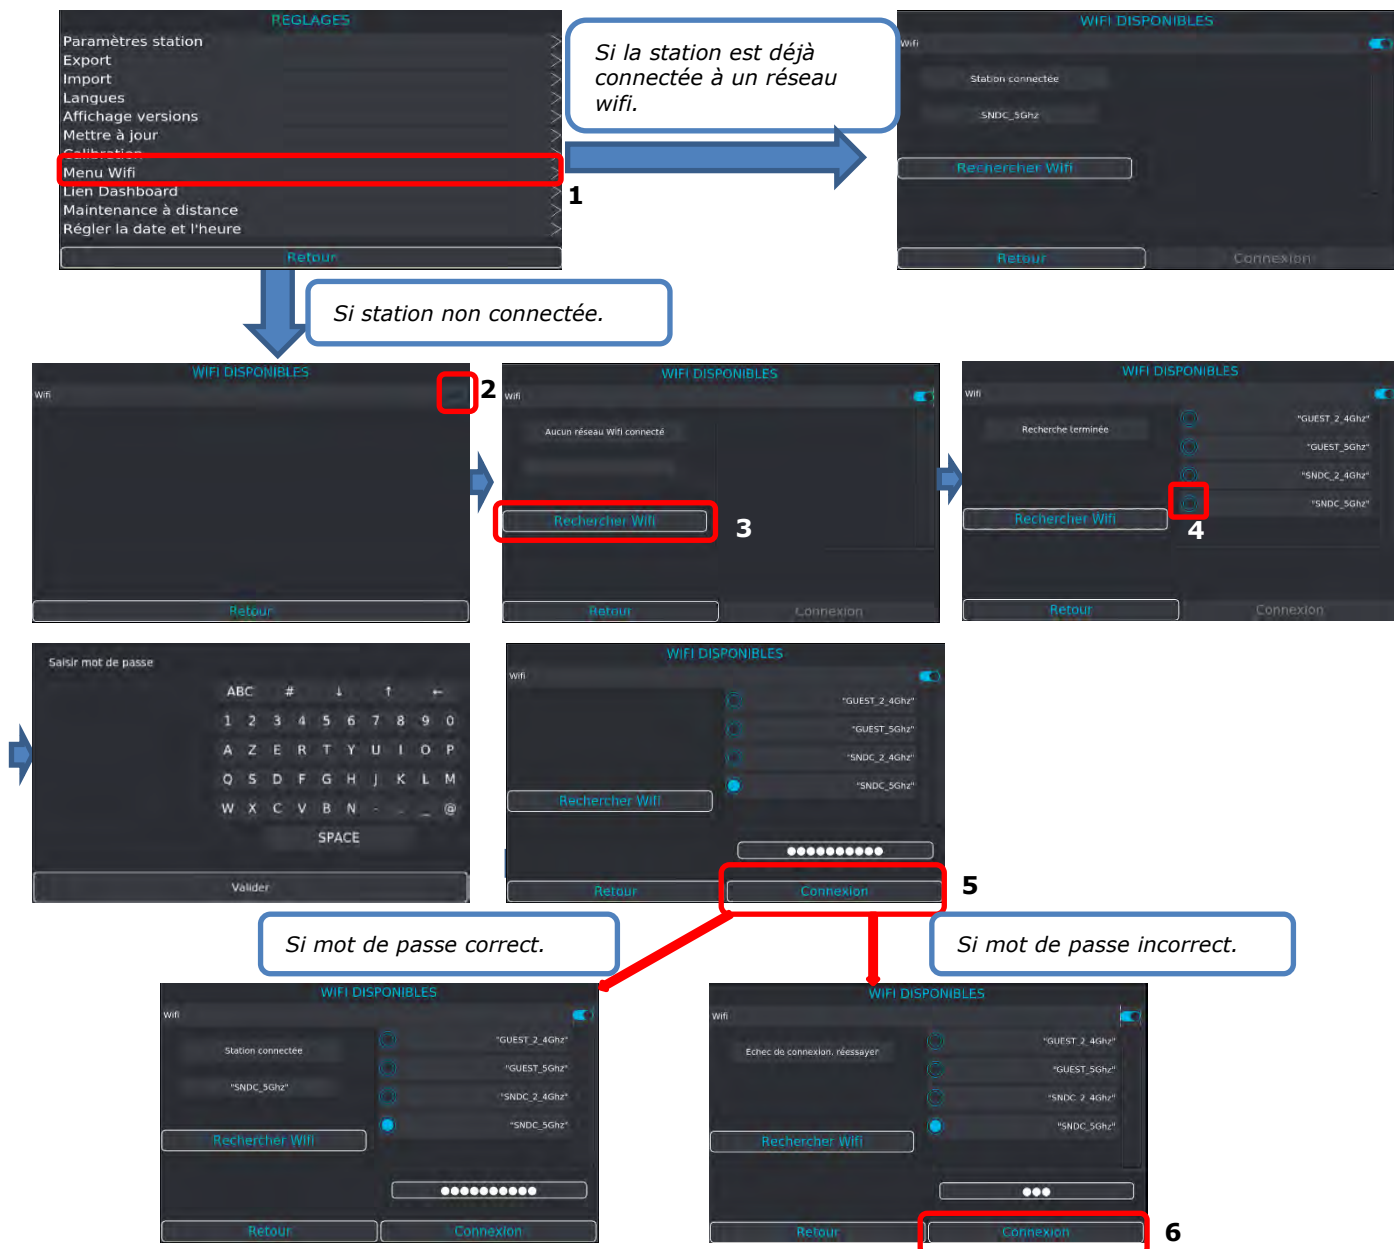 REGLAGES
Paramètres station
Export
Import
Langues
Affichage versions
Mettre à jour
Calibration
Menu Wifi
Lien Dashboard
Maintenance à distance
Régler la date et l'heure
Retour
1
Si la station est déjà
connectée à un réseau
wifi.
WIFI DISPONIBLES
Wifi
Station connectée
SNDC_5Ghz
Rechercher Wifi
Retour
Connexion
Si station non connectée.
WIFI DISPONIBLES
Wifi
2
Retour
WIFI DISPONIBLES
Wifi
Aucun réseau Wifi connecté
Rechercher Wifi
3
Retour
Connexion
WIFI DISPONIBLES
Wifi
Recherche terminée
"GUEST_2_4Ghz"
"GUEST_5Ghz"
"SNDC_2_4Ghz"
"SNDC_5Ghz"
Rechercher Wifi
4
Retour
Connexion
Saisir mot de passe
ABC # ↓ ↑ ←
1 2 3 4 5 6 7 8 9 0
A Z E R T Y U I O P
Q S D F G H J K L M
W X C V B N - . _ @
SPACE
Valider
WIFI DISPONIBLES
Wifi
"GUEST_2_4Ghz"
"GUEST_5Ghz"
"SNDC_2_4Ghz"
"SNDC_5Ghz"
Rechercher Wifi
●●●●●●●●●●
Retour
Connexion
5
Si mot de passe correct.
Si mot de passe incorrect.
WIFI DISPONIBLES
Wifi
Station connectée
"SNDC_5Ghz"
"GUEST_2_4Ghz"
"GUEST_5Ghz"
"SNDC_2_4Ghz"
"SNDC_5Ghz"
Rechercher Wifi
●●●●●●●●●●
Retour
Connexion
WIFI DISPONIBLES
Wifi
Echec de connexion, réessayer
"GUEST_2_4Ghz"
"GUEST_5Ghz"
"SNDC_2_4Ghz"
"SNDC_5Ghz"
Rechercher Wifi
●●●
Retour
Connexion
6